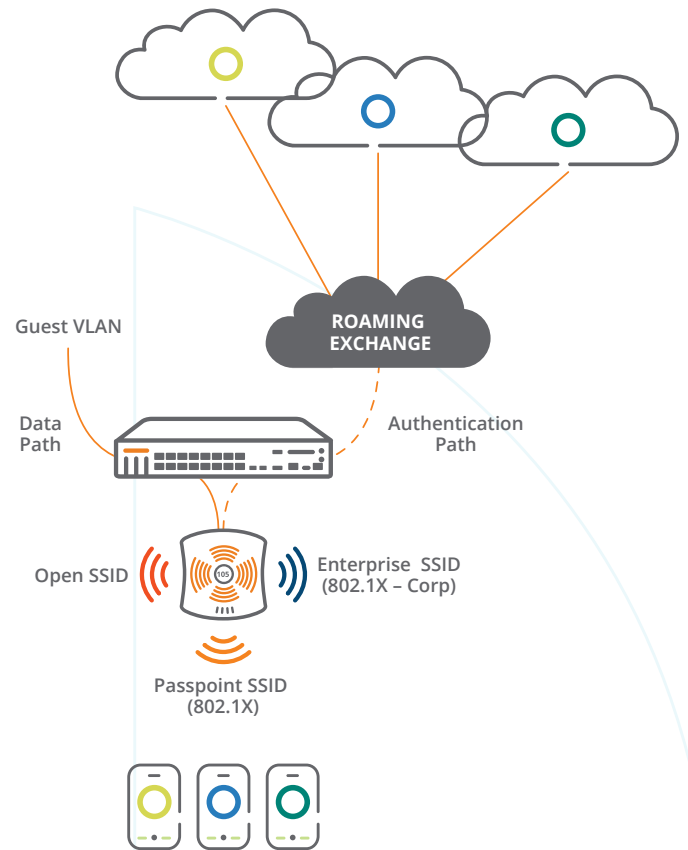 ROAMING
EXCHANGE
Guest VLAN
Data
Path
Authentication
Path
Open SSID
105
Enterprise SSID
(802.1X – Corp)
Passpoint SSID
(802.1X)